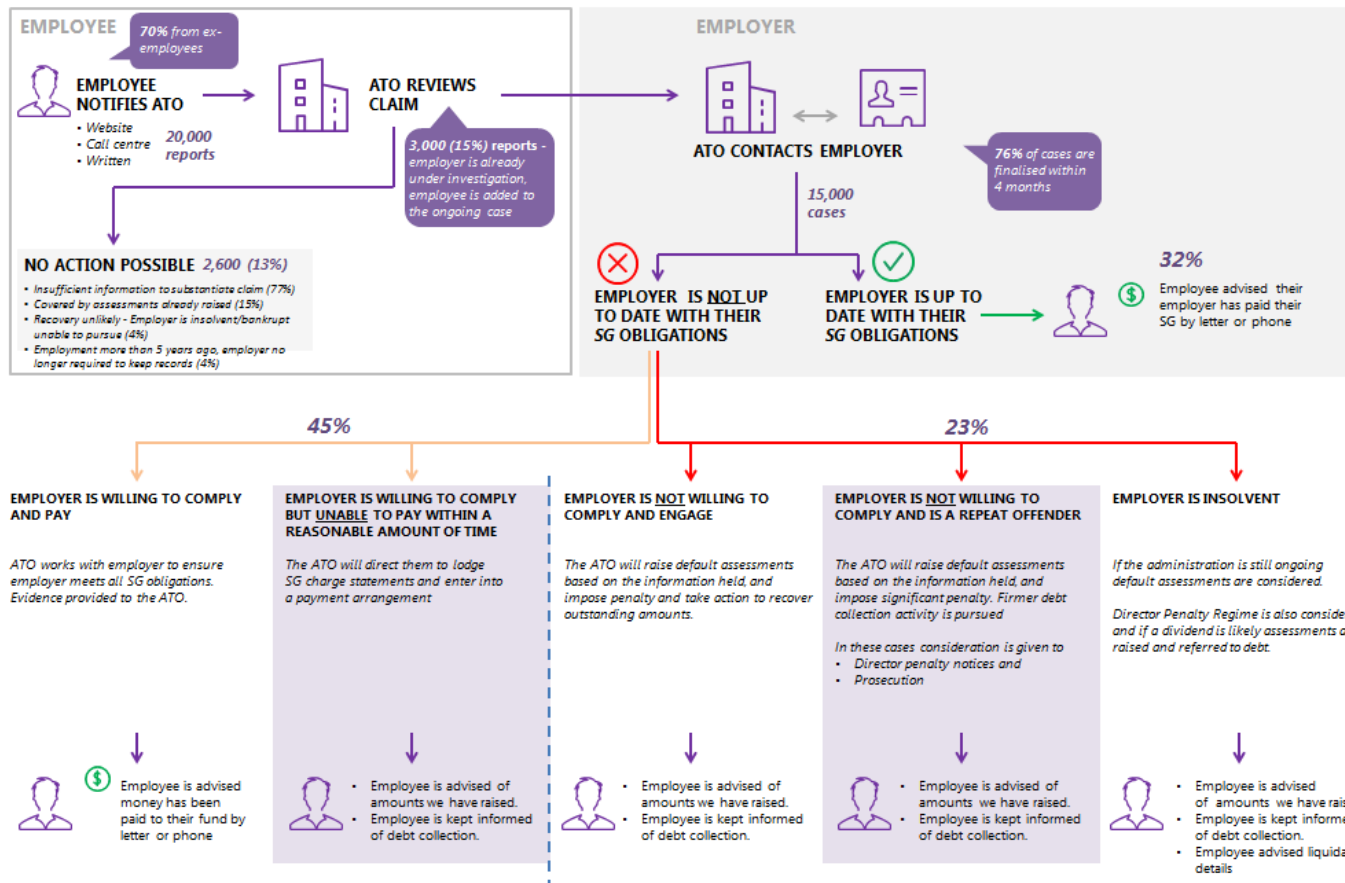 EMPLOYEE
70% from ex-
employees
EMPLOYEE
NOTIFIES ATO
• Website
• Call centre
• Written
20,000
reports
ATO REVIEWS
CLAIM
3,000 (15%) reports -
employer is already
under investigation,
employee is added to
the ongoing case
NO ACTION POSSIBLE 2,600 (13%)
• Insufficient information to substantiate claim (77%)
• Covered by assessments already raised (15%)
• Recovery unlikely - Employer is insolvent/bankrupt
unable to pursue (4%)
• Employment more than 5 years ago, employer no
longer required to keep records (4%)
EMPLOYER
ATO CONTACTS EMPLOYER
76% of cases are
finalised within
4 months
15,000
cases
EMPLOYER IS NOT UP
TO DATE WITH THEIR
SG OBLIGATIONS
EMPLOYER IS UP TO
DATE WITH THEIR
SG OBLIGATIONS
32%
$
Employee advised their
employer has paid their
SG by letter or phone
45%
23%
EMPLOYER IS WILLING TO COMPLY
AND PAY
ATO works with employer to ensure
employer meets all SG obligations.
Evidence provided to the ATO.
$
Employee is advised
money has been
paid to their fund by
letter or phone
EMPLOYER IS WILLING TO COMPLY
BUT UNABLE TO PAY WITHIN A
REASONABLE AMOUNT OF TIME
The ATO will direct them to lodge
SG charge statements and enter into
a payment arrangement
• Employee is advised of
amounts we have raised.
• Employee is kept informed
of debt collection.
EMPLOYER IS NOT WILLING TO
COMPLY AND ENGAGE
The ATO will raise default assessments
based on the information held, and
impose penalty and take action to recover
outstanding amounts.
• Employee is advised of
amounts we have raised.
• Employee is kept informed
of debt collection.
EMPLOYER IS NOT WILLING TO
COMPLY AND IS A REPEAT OFFENDER
The ATO will raise default assessments
based on the information held, and
impose significant penalty. Firmer debt
collection activity is pursued
In these cases consideration is given to
• Director penalty notices and
• Prosecution
• Employee is advised of
amounts we have raised.
• Employee is kept informed
of debt collection.
EMPLOYER IS INSOLVENT
If the administration is still ongoing
default assessments are considered.
Director Penalty Regime is also conside
and if a dividend is likely assessments a
raised and referred to debt.
• Employee is advised
of amounts we have rais
• Employee is kept informe
of debt collection.
• Employee advised liquida
details